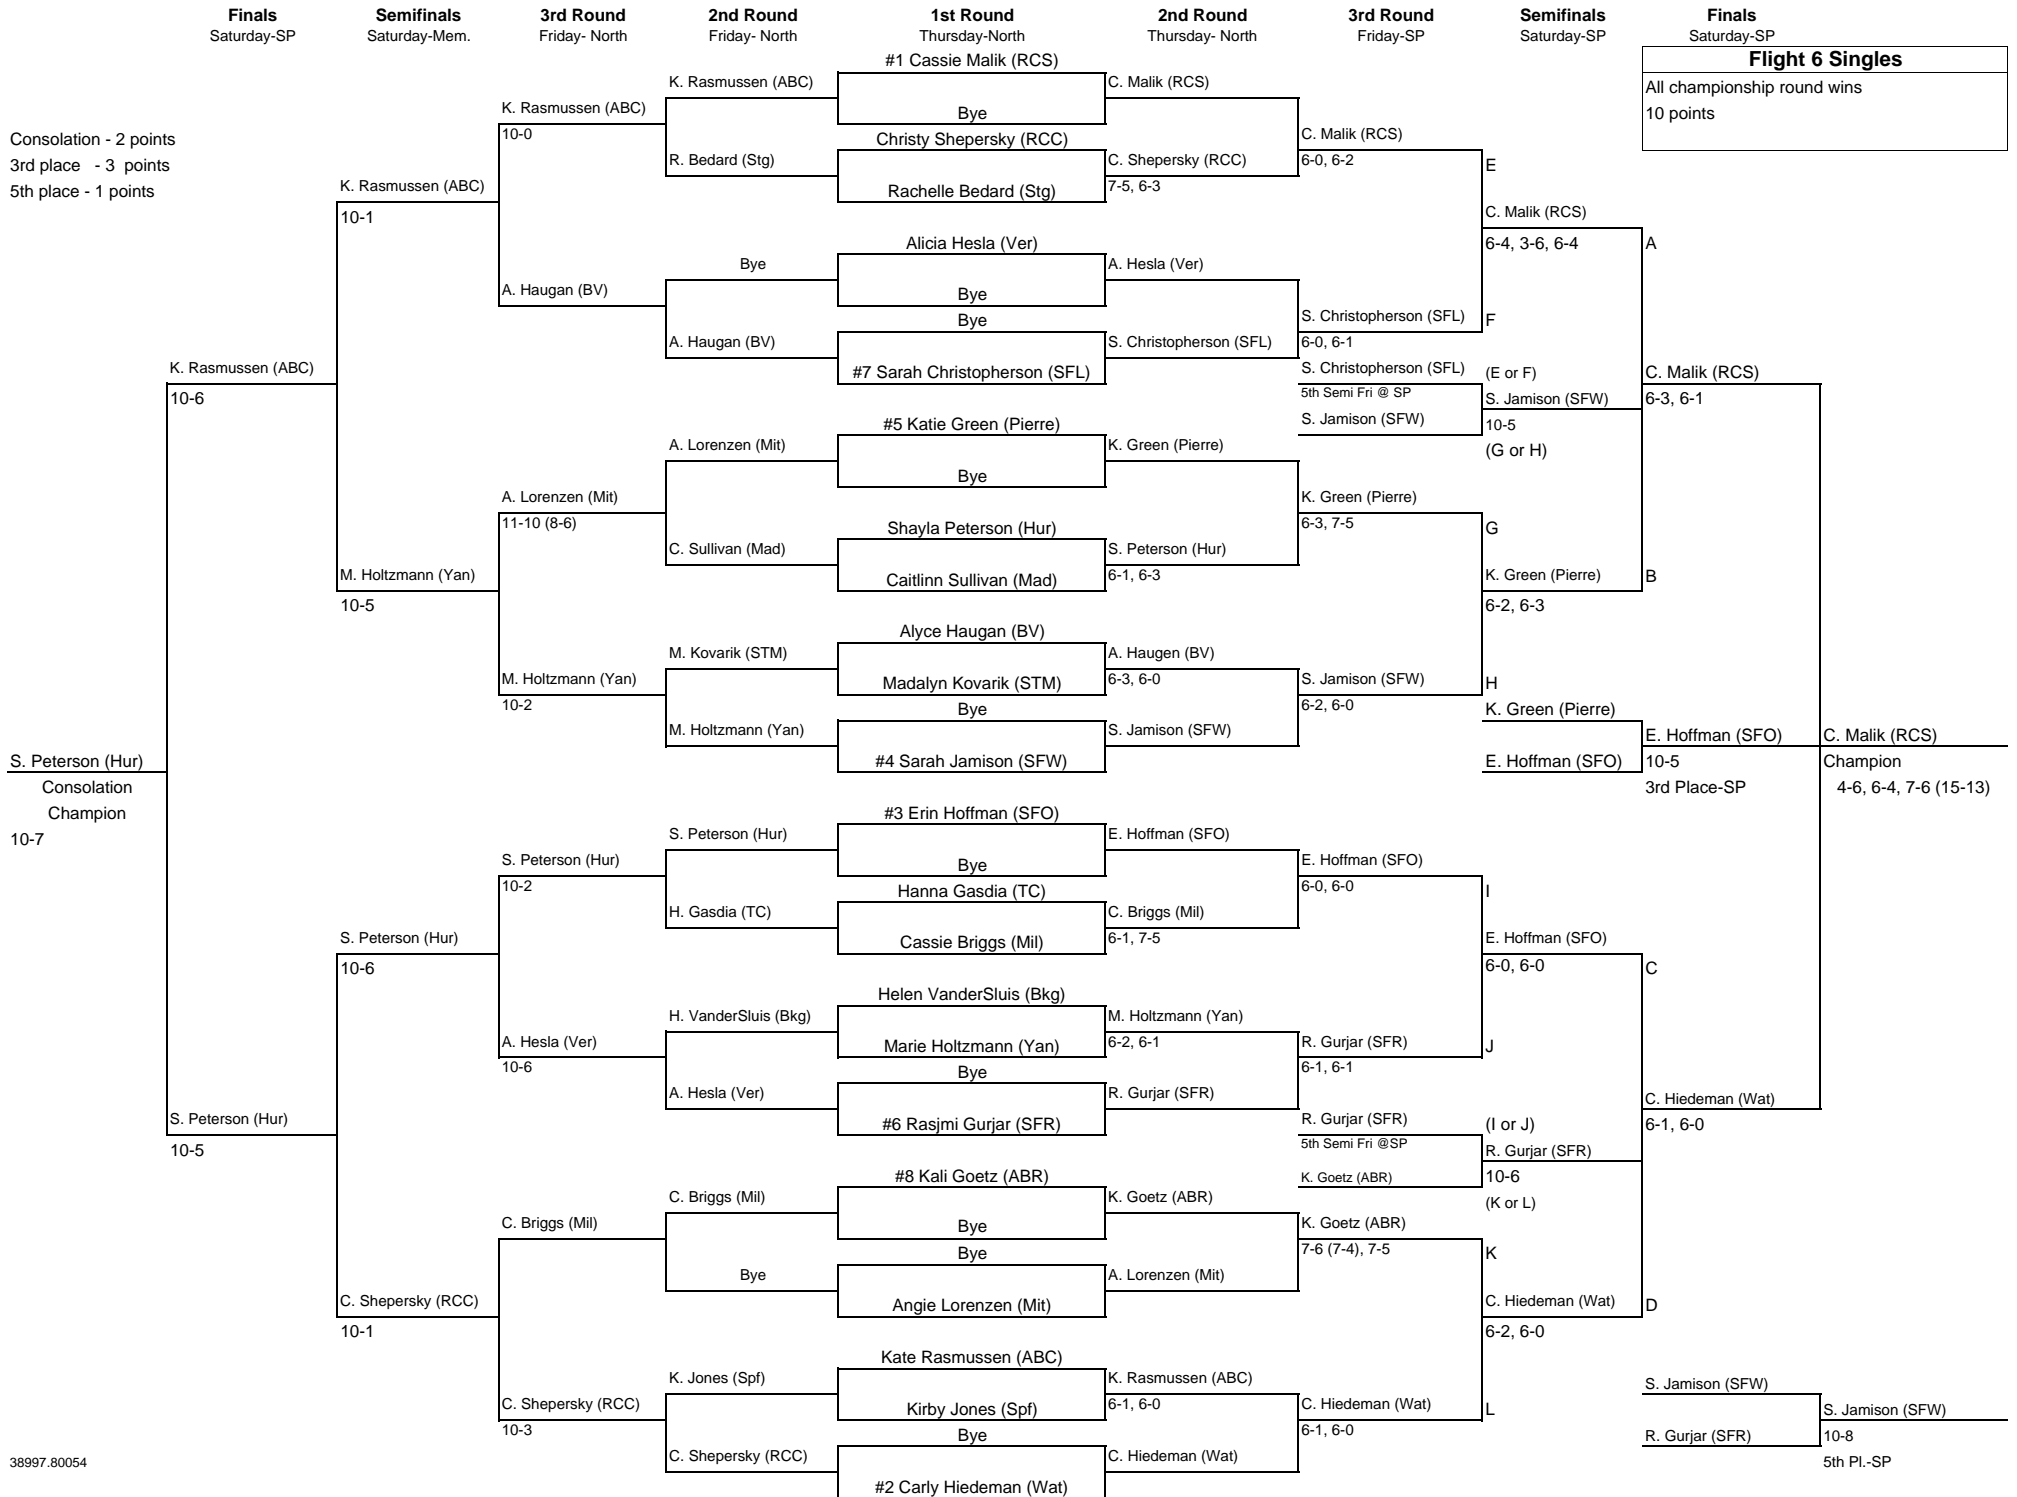 Finals
Saturday-SP
Semifinals
Saturday-Mem.
3rd Round
Friday- North
2nd Round
Friday- North
1st Round
Thursday-North
2nd Round
Thursday- North
3rd Round
Friday-SP
Semifinals
Saturday-SP
Finals
Saturday-SP
Flight 6 Singles
All championship round wins
10 points
Consolation - 2 points
3rd place - 3 points
5th place - 1 points
S. Peterson (Hur)
Consolation
Champion
10-7
38997.80054
K. Rasmussen (ABC)
10-6
S. Peterson (Hur)
10-5
K. Rasmussen (ABC)
10-1
M. Holtzmann (Yan)
10-5
S. Peterson (Hur)
10-6
C. Shepersky (RCC)
10-1
K. Rasmussen (ABC)
10-0
A. Haugan (BV)
A. Lorenzen (Mit)
11-10 (8-6)
M. Holtzmann (Yan)
10-2
S. Peterson (Hur)
10-2
A. Hesla (Ver)
10-6
C. Briggs (Mil)
C. Shepersky (RCC)
10-3
K. Rasmussen (ABC)
R. Bedard (Stg)
Bye
A. Haugan (BV)
A. Lorenzen (Mit)
C. Sullivan (Mad)
M. Kovarik (STM)
M. Holtzmann (Yan)
S. Peterson (Hur)
H. Gasdia (TC)
H. VanderSluis (Bkg)
A. Hesla (Ver)
C. Briggs (Mil)
Bye
K. Jones (Spf)
C. Shepersky (RCC)
#1 Cassie Malik (RCS)
Bye
Christy Shepersky (RCC)
Rachelle Bedard (Stg)
Alicia Hesla (Ver)
Bye
Bye
#7 Sarah Christopherson (SFL)
#5 Katie Green (Pierre)
Bye
Shayla Peterson (Hur)
Caitlinn Sullivan (Mad)
Alyce Haugan (BV)
Madalyn Kovarik (STM)
Bye
#4 Sarah Jamison (SFW)
#3 Erin Hoffman (SFO)
Bye
Hanna Gasdia (TC)
Cassie Briggs (Mil)
Helen VanderSluis (Bkg)
Marie Holtzmann (Yan)
Bye
#6 Rasjmi Gurjar (SFR)
#8 Kali Goetz (ABR)
Bye
Bye
Angie Lorenzen (Mit)
Kate Rasmussen (ABC)
Kirby Jones (Spf)
Bye
#2 Carly Hiedeman (Wat)
C. Malik (RCS)
C. Shepersky (RCC)
7-5, 6-3
A. Hesla (Ver)
S. Christopherson (SFL)
K. Green (Pierre)
S. Peterson (Hur)
6-1, 6-3
A. Haugen (BV)
6-3, 6-0
S. Jamison (SFW)
E. Hoffman (SFO)
C. Briggs (Mil)
6-1, 7-5
M. Holtzmann (Yan)
6-2, 6-1
R. Gurjar (SFR)
K. Goetz (ABR)
A. Lorenzen (Mit)
K. Rasmussen (ABC)
6-1, 6-0
C. Hiedeman (Wat)
C. Malik (RCS)
6-0, 6-2
S. Christopherson (SFL)
6-0, 6-1
S. Christopherson (SFL)
5th Semi Fri @ SP
S. Jamison (SFW)
K. Green (Pierre)
6-3, 7-5
S. Jamison (SFW)
6-2, 6-0
E. Hoffman (SFO)
6-0, 6-0
R. Gurjar (SFR)
6-1, 6-1
R. Gurjar (SFR)
5th Semi Fri @SP
K. Goetz (ABR)
K. Goetz (ABR)
7-6 (7-4), 7-5
C. Hiedeman (Wat)
6-1, 6-0
E
C. Malik (RCS)
6-4, 3-6, 6-4
F
(E or F)
S. Jamison (SFW)
10-5
(G or H)
G
K. Green (Pierre)
6-2, 6-3
H
K. Green (Pierre)
E. Hoffman (SFO)
I
E. Hoffman (SFO)
6-0, 6-0
J
(I or J)
R. Gurjar (SFR)
10-6
(K or L)
K
C. Hiedeman (Wat)
6-2, 6-0
L
A
C. Malik (RCS)
6-3, 6-1
B
E. Hoffman (SFO)
10-5
3rd Place-SP
C
C. Hiedeman (Wat)
6-1, 6-0
D
S. Jamison (SFW)
R. Gurjar (SFR)
C. Malik (RCS)
Champion
4-6, 6-4, 7-6 (15-13)
S. Jamison (SFW)
10-8
5th Pl.-SP